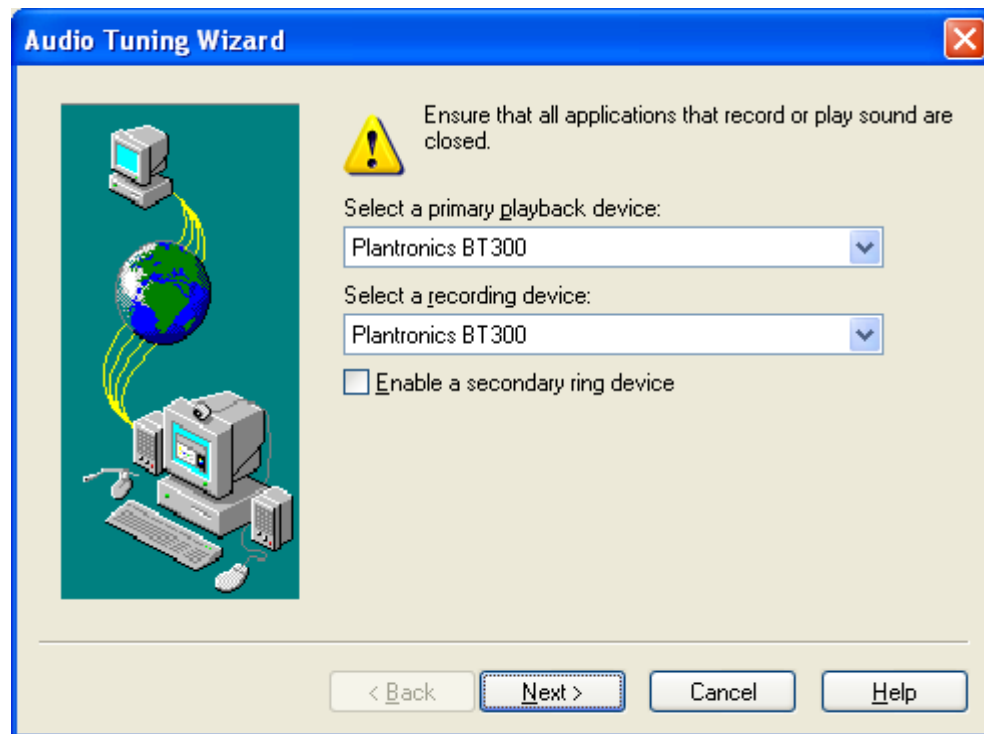 Audio Tuning Wizard
Ensure that all applications that record or play sound are
closed.
Select a primary playback device:
Plantronics BT300
Select a recording device:
Plantronics BT300
Enable a secondary ring device
< Back Next > Cancel Help